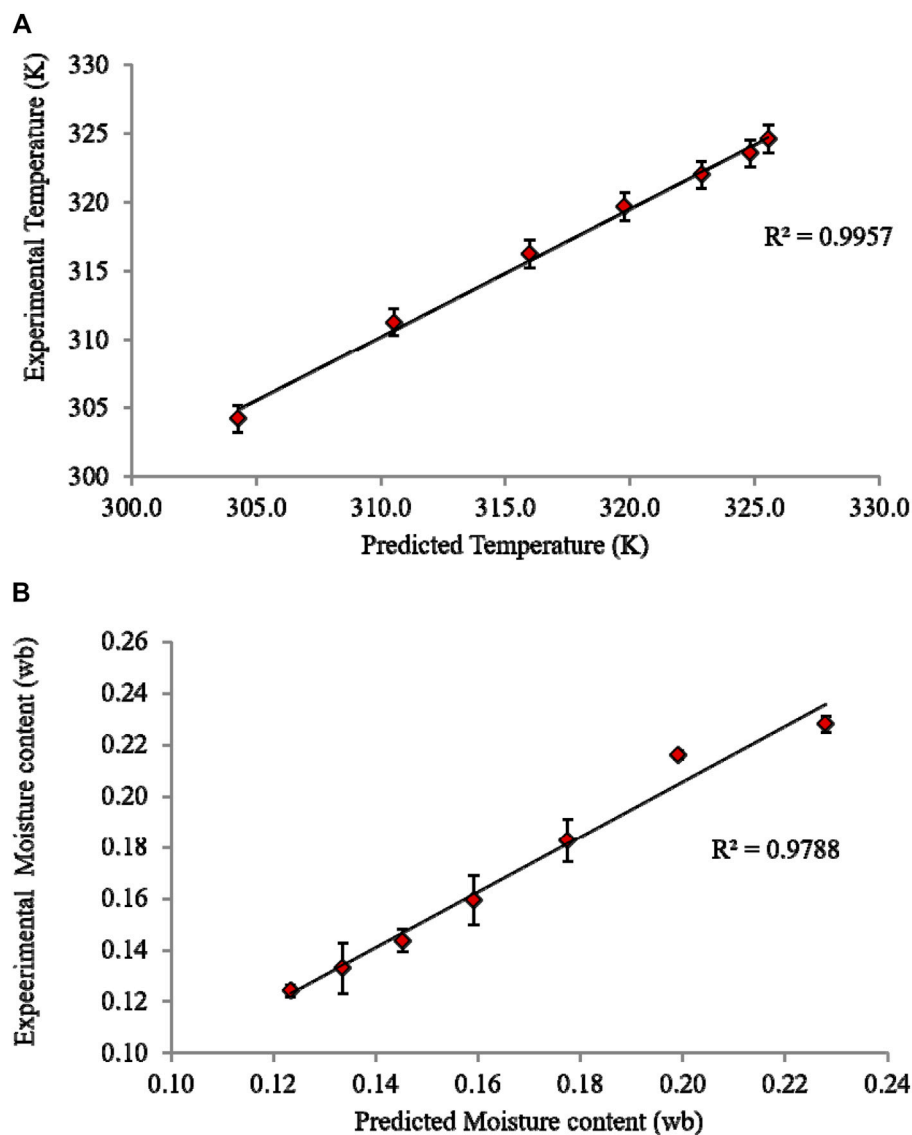 A
Experimental Temperature (K)
330
325
320
315
310
305
300
R² = 0.9957
300.0 305.0 310.0 315.0 320.0 325.0 330.0
Predicted Temperature (K)
B
Expeerimental Moisture content (wb)
0.26
0.24
0.22
0.20
0.18
0.16
0.14
0.12
0.10
R² = 0.9788
0.10 0.12 0.14 0.16 0.18 0.20 0.22 0.24
Predicted Moisture content (wb)